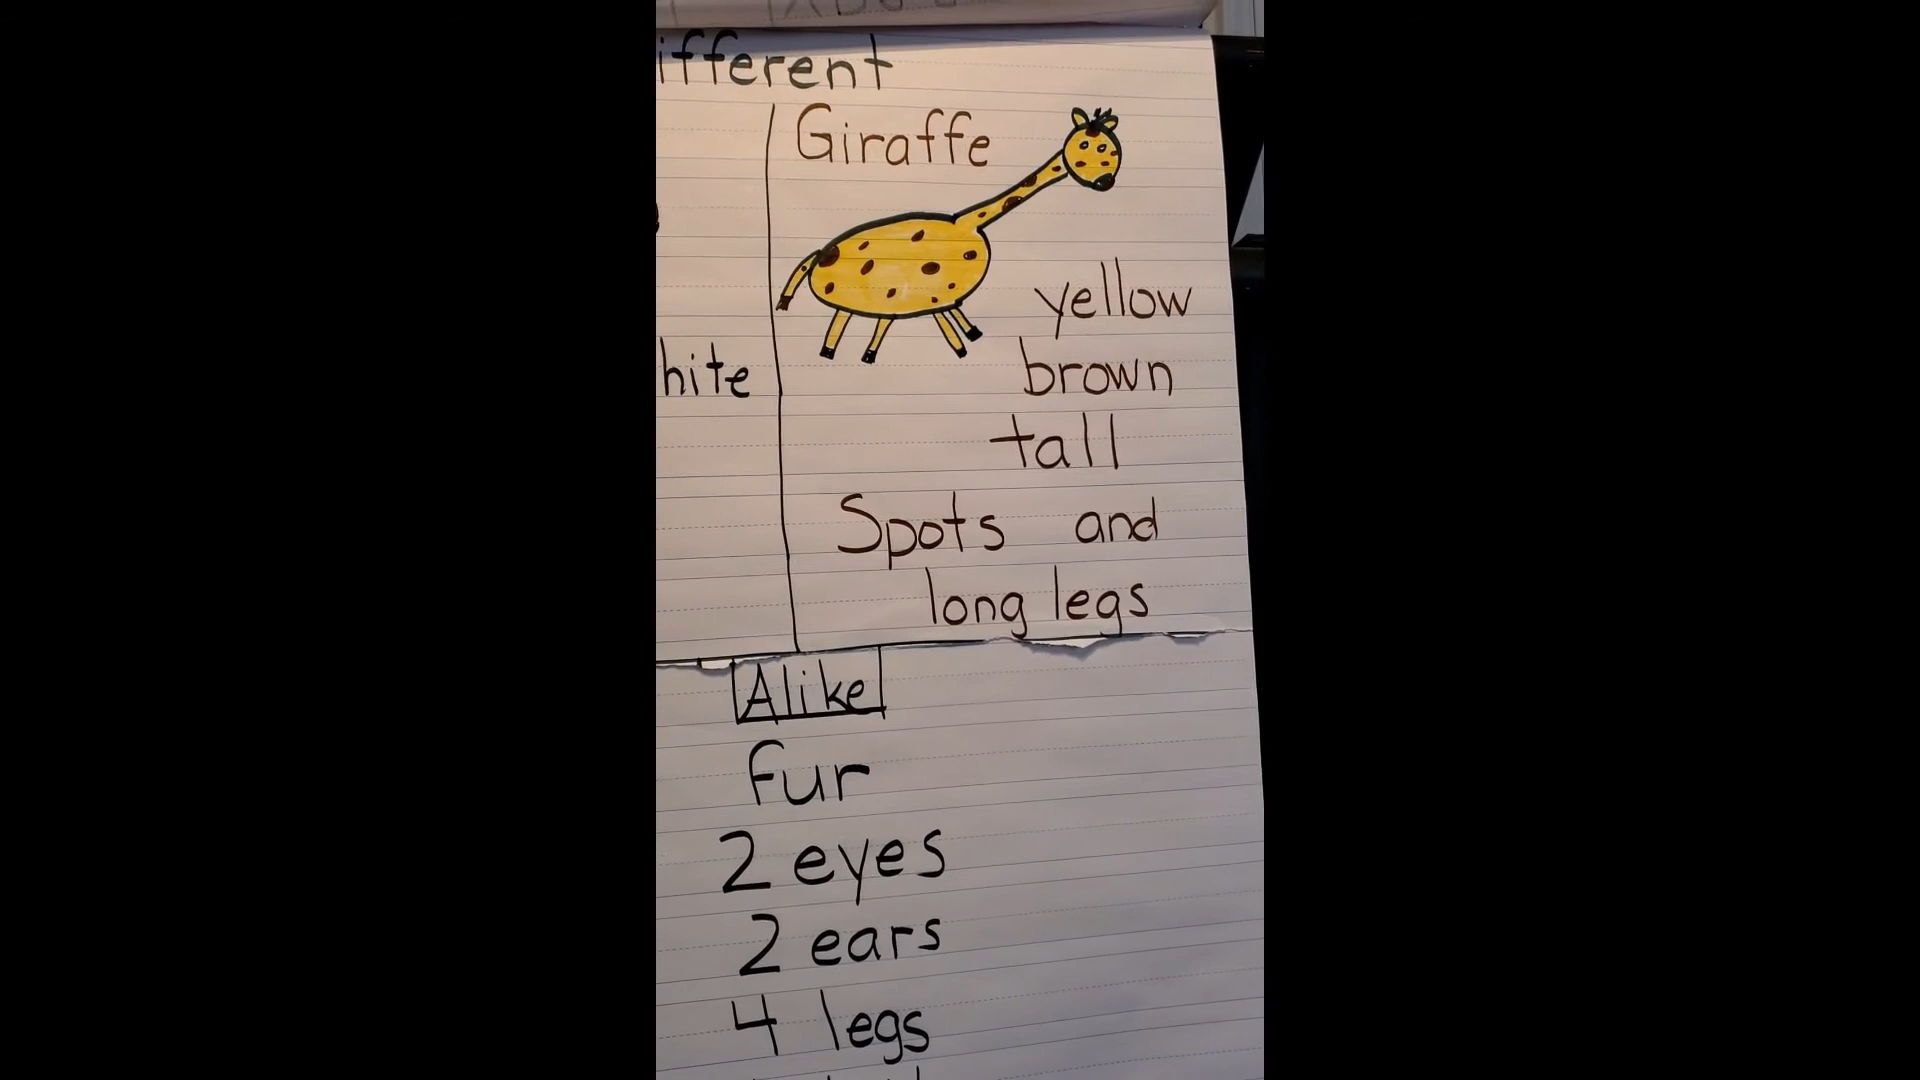 ifferent
Giraffe
yellow
hite
brown
tall
Spots and
long legs
Alike
fur
2 eyes
2 ears
4 legs